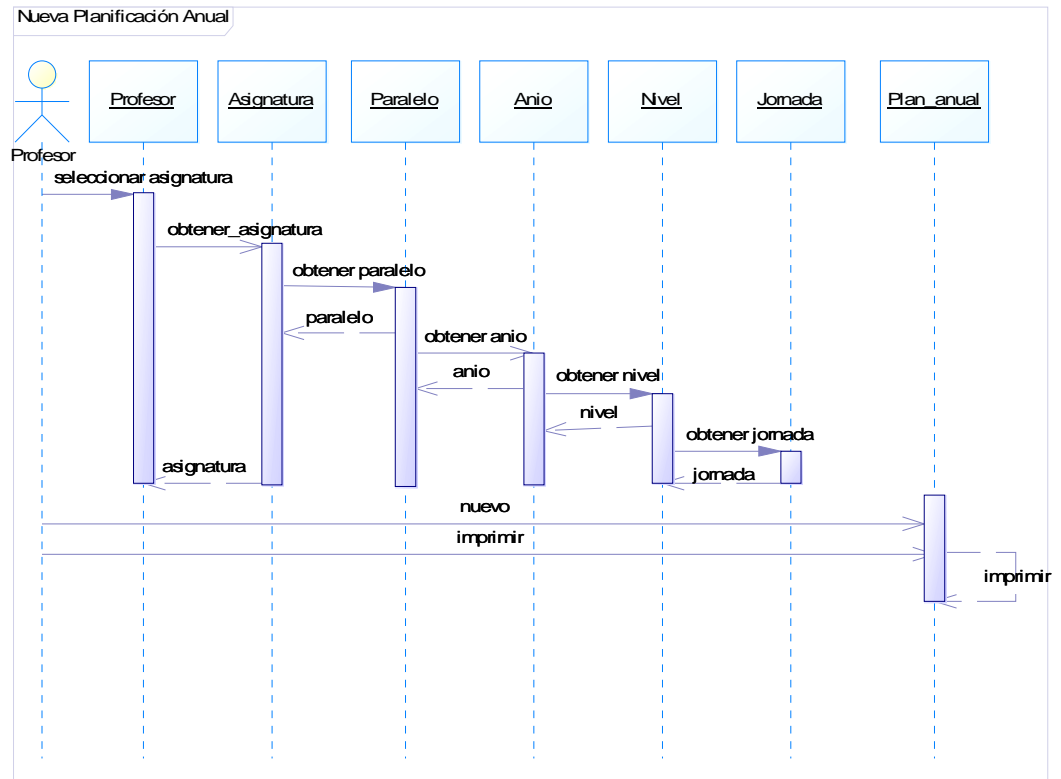 Nueva Planificación Anual
Profesor
Asignatura
Paralelo
Anio
Nivel
Jornada
Plan_anual
Profesor
seleccionar asignatura
obtener_asignatura
obtener paralelo
paralelo
obtener anio
anio
obtener nivel
nivel
obtener jornada
asignatura
jornada
nuevo
imprimir
imprimir